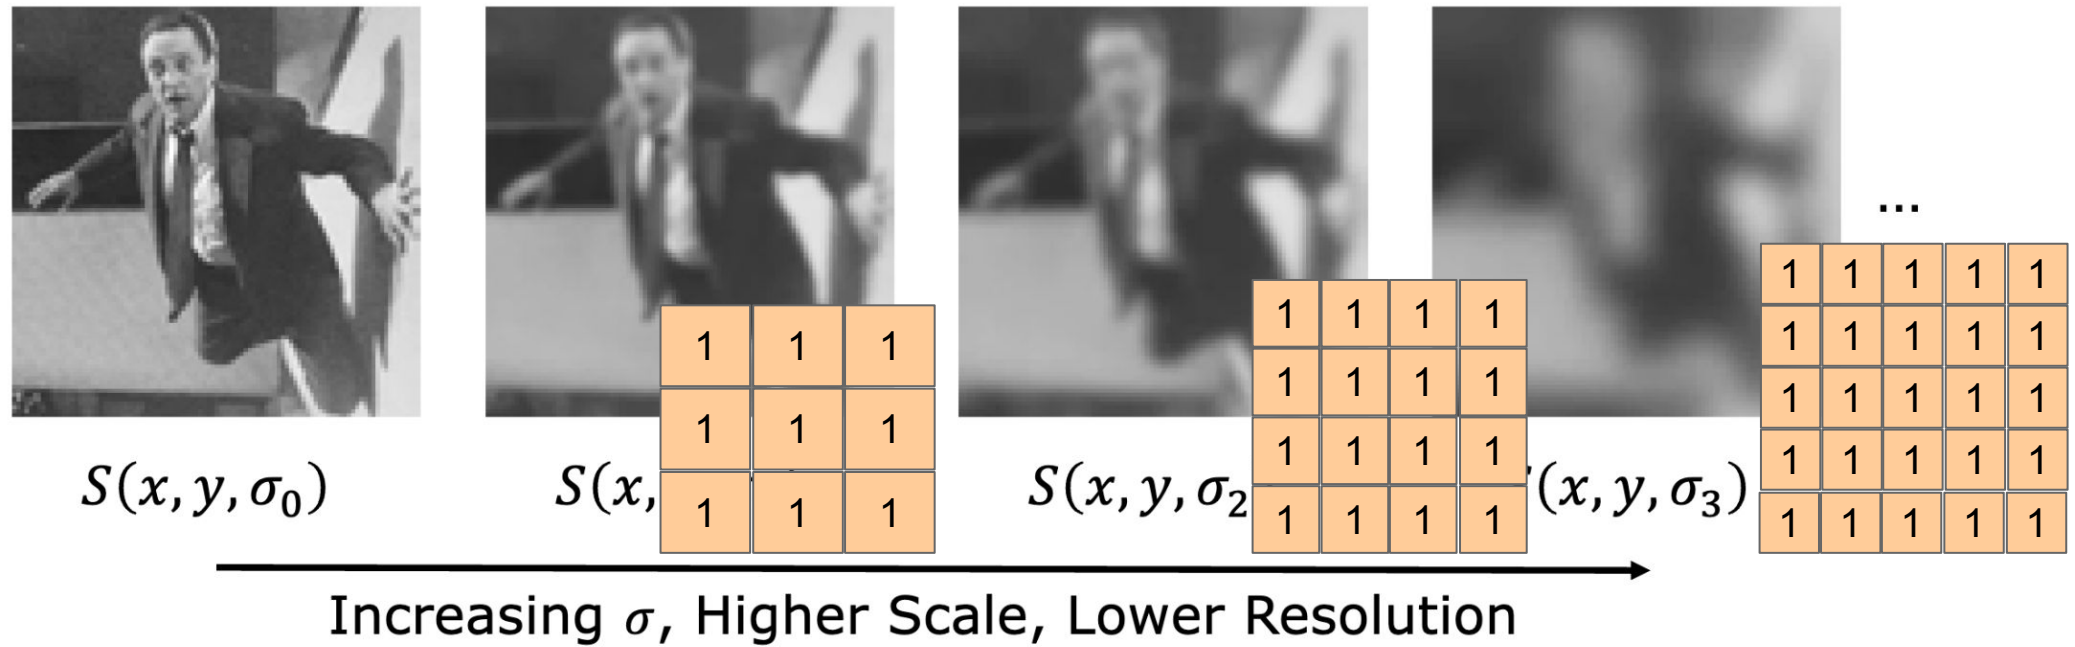 ...
1 1 1
1 1 1
1 1 1
1 1 1 1
1 1 1 1
1 1 1 1
1 1 1 1
1 1 1 1 1
1 1 1 1 1
1 1 1 1 1
1 1 1 1 1
1 1 1 1 1
S(x, y, σ₀)
S(x,
S(x, y, σ₂
(x, y, σ₃)
Increasing σ, Higher Scale, Lower Resolution